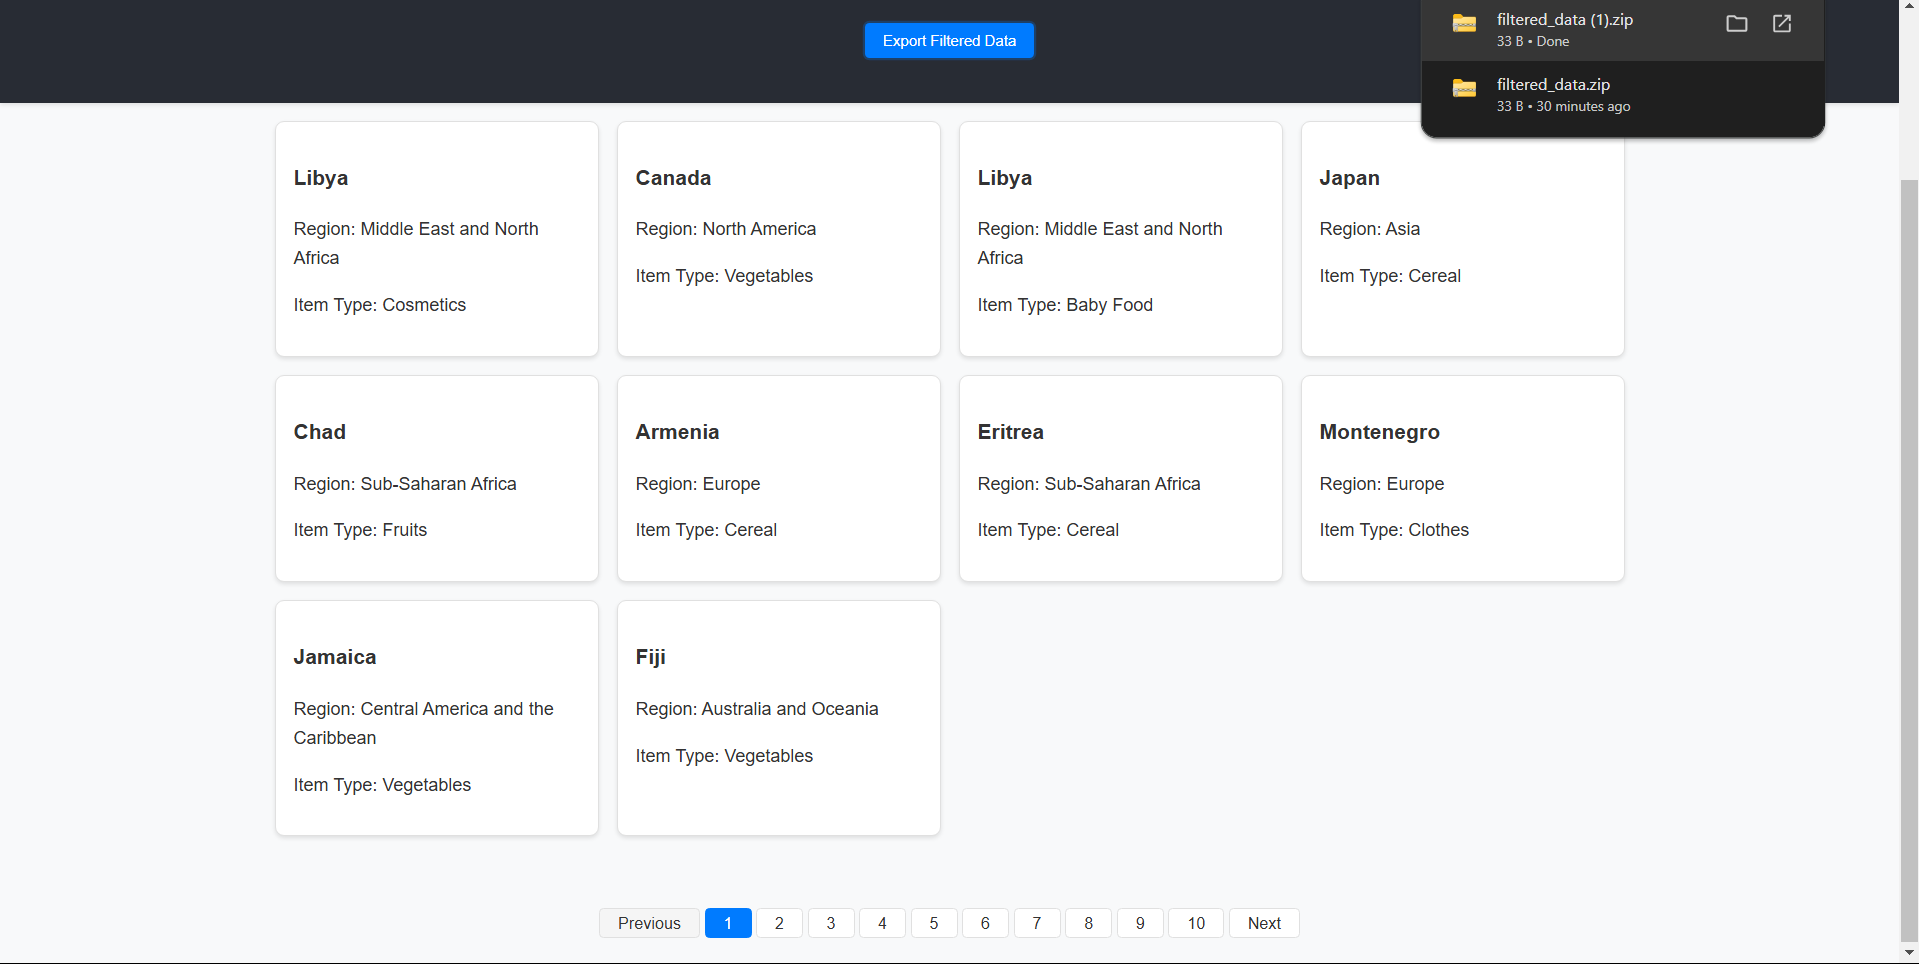 Export Filtered Data
filtered_data (1).zip
33 B • Done
filtered_data.zip
33 B • 30 minutes ago
Libya
Region: Middle East and North
Africa
Item Type: Cosmetics
Canada
Region: North America
Item Type: Vegetables
Libya
Region: Middle East and North
Africa
Item Type: Baby Food
Japan
Region: Asia
Item Type: Cereal
Chad
Region: Sub-Saharan Africa
Item Type: Fruits
Armenia
Region: Europe
Item Type: Cereal
Eritrea
Region: Sub-Saharan Africa
Item Type: Cereal
Montenegro
Region: Europe
Item Type: Clothes
Jamaica
Region: Central America and the
Caribbean
Item Type: Vegetables
Fiji
Region: Australia and Oceania
Item Type: Vegetables
Previous 1 2 3 4 5 6 7 8 9 10 Next